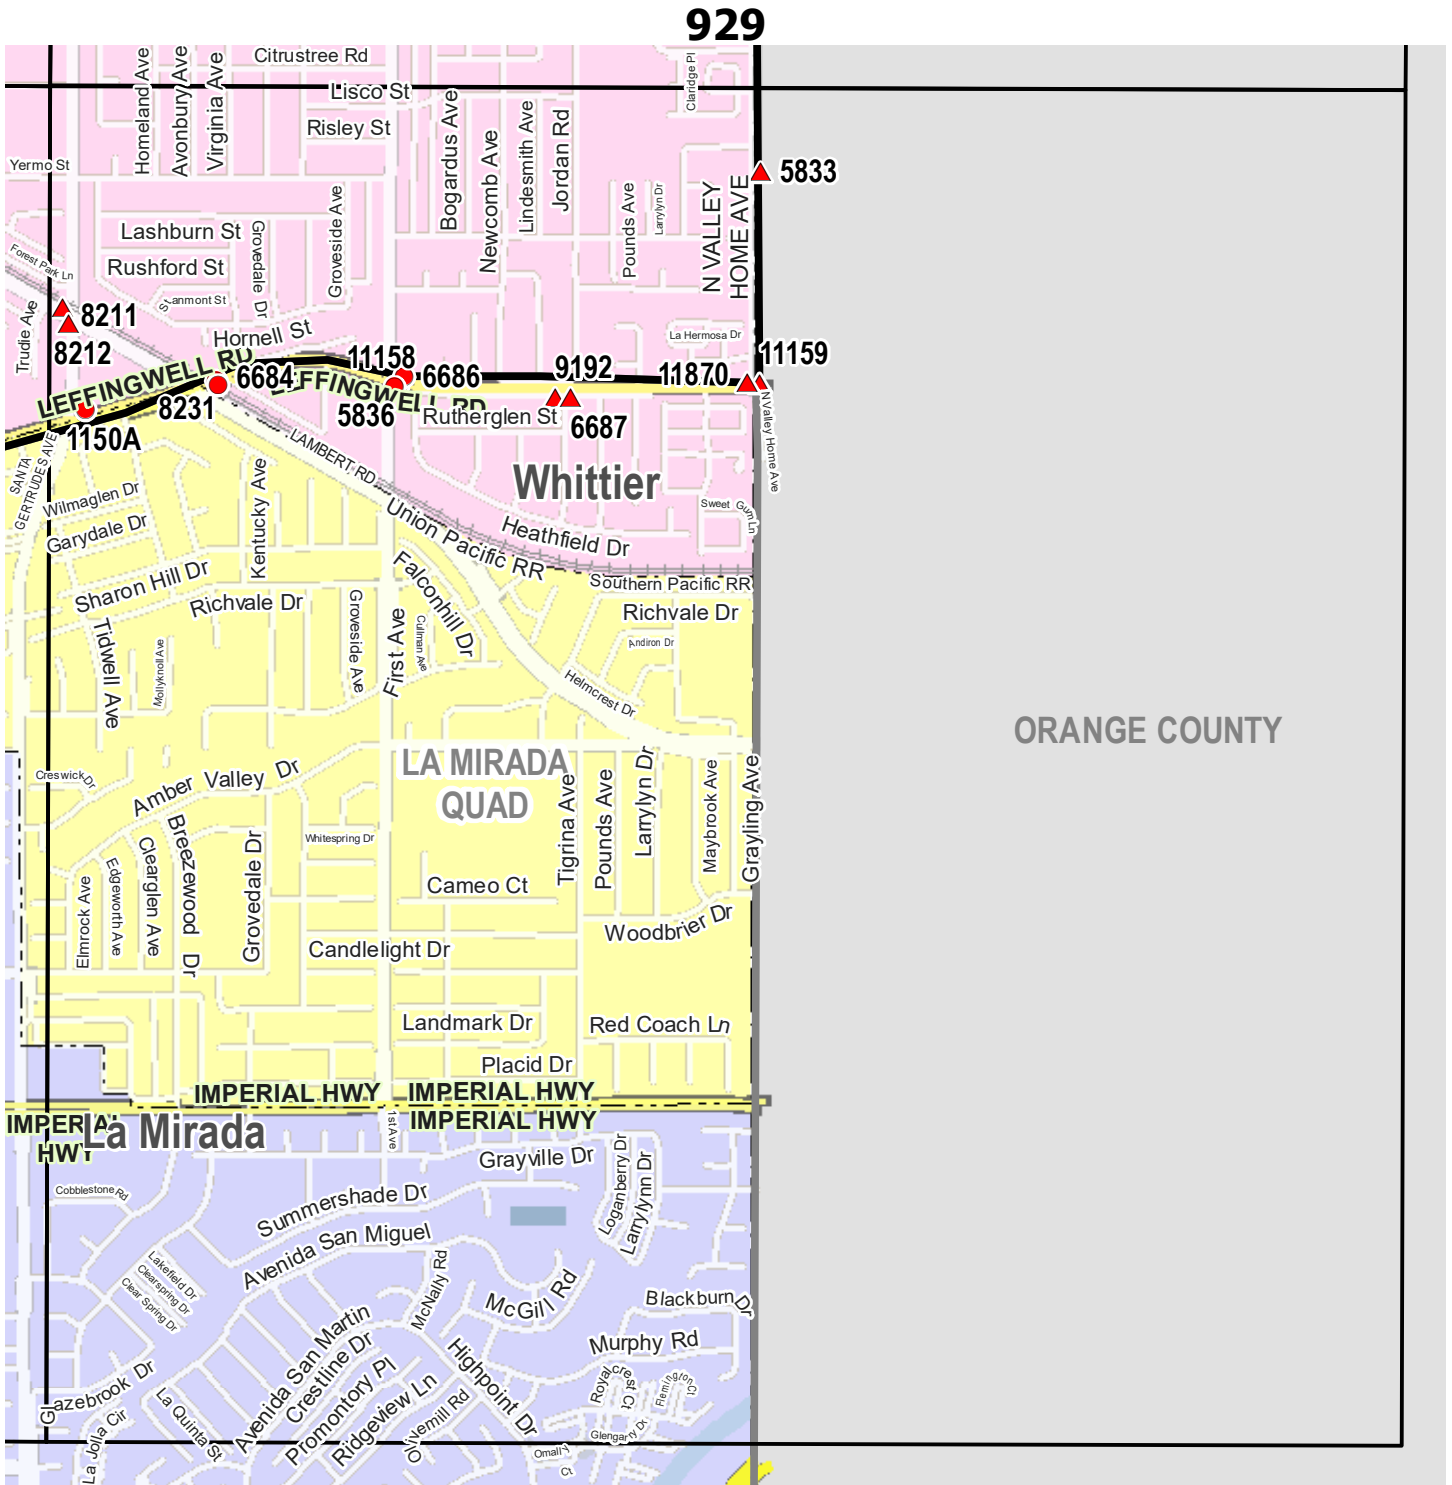 929
Citrustree Rd
Claridge Pl
Homeland Ave
Avonbury Ave
Virginia Ave
Lisco St
Risley St
Bogardus Ave
Newcomb Ave
Lindesmith Ave
Jordan Rd
Yermo St
5833
Pounds Ave
Larrylyn Dr
N VALLEY
HOME AVE
Groveside Ave
Lashburn St
Grovedale Dr
Rushford St
Forest Park Ln
Stanmont St
Trudie Ave
8211
8212
Hornell St
La Hermosa Dr
LEFFINGWELL RD
11158
9192
11159
6684
6686
11870
LEFFINGWELL RD
8231
5836
Rutherglen St
6687
1150A
N Valley Home Ave
SANTA
GERTRUDES AVE
LAMBERT RD
Whittier
Wilmaglen Dr
Garydale Dr
Kentucky Ave
Union Pacific RR
Heathfield Dr
Sweet Gum Ln
Sharon Hill Dr
Richvale Dr
Falconhill Dr
Southern Pacific RR
Richvale Dr
Tidwell Ave
Mollyknoll Ave
Groveside Ave
First Ave
Cullman Ave
Andiron Dr
Helmcrest Dr
ORANGE COUNTY
LA MIRADA
QUAD
Creswick Dr
Amber Valley Dr
Tigrina Ave
Pounds Ave
Larrylyn Dr
Maybrook Ave
Grayling Ave
Whitespring Dr
Breezewood Dr
Clearglen Ave
Edgeworth Ave
Elmrock Ave
Grovedale Dr
Cameo Ct
Woodbrier Dr
Candlelight Dr
Landmark Dr
Red Coach Ln
Placid Dr
IMPERIAL HWY
IMPERIAL HWY
IMPERIAL HWY
IMPERIAL
HWY
La Mirada
1st Ave
Grayville Dr
Loganberry Dr
Larrylynn Dr
Cobblestone Rd
Summershade Dr
Avenida San Miguel
Lakefield Dr
Clearspring Dr
Clear Spring Dr
McNally Rd
McGill Rd
Blackburn Dr
Murphy Rd
Avenida San Martin
Crestline Dr
Promontory Pl
Ridgeview Ln
Olivemill Rd
Highpoint Dr
Royalcrest Ct
Flemington Ct
Glazebrook Dr
La Quinta St
La Jolla Cir
Glengarry Dr
Omally Ct